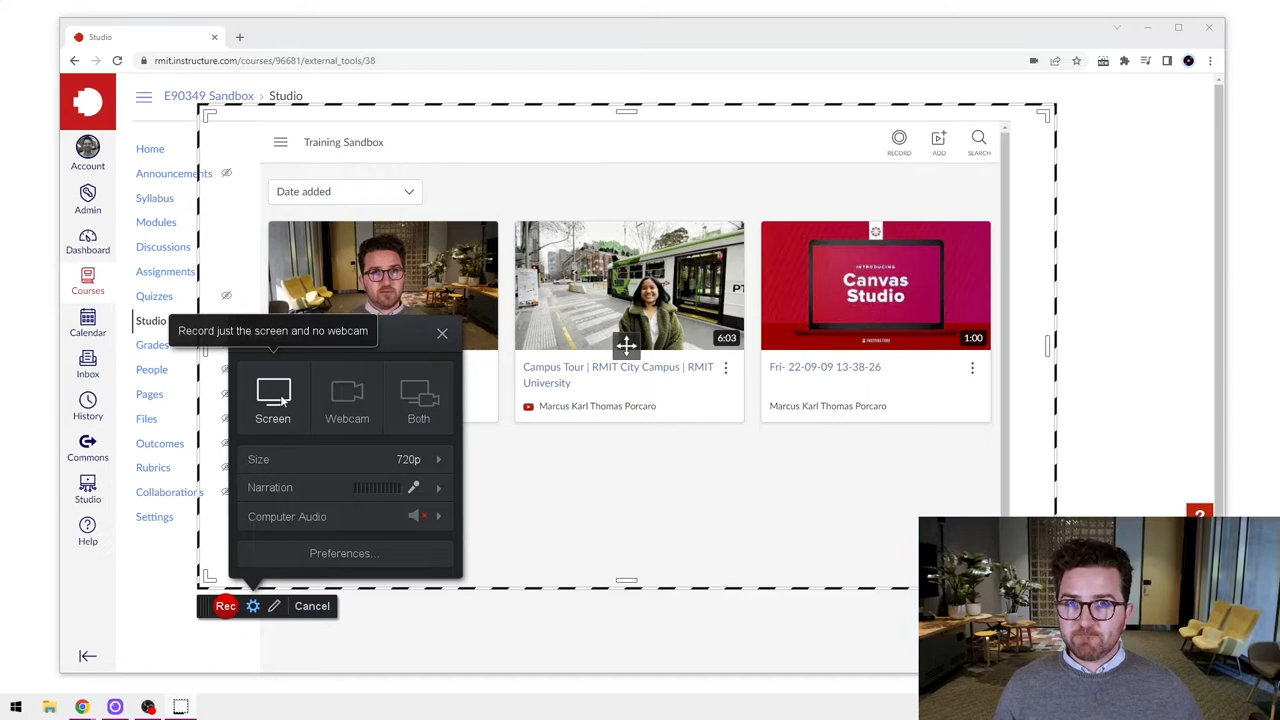 Studio
rmit.instructure.com/courses/96681/external_tools/38
E90349 Sandbox > Studio
Account
Admin
Dashboard
Courses
Calendar
Inbox
History
Commons
Studio
Help
Home
Announcements
Syllabus
Modules
Discussions
Assignments
Quizzes
Studio
Grades
People
Pages
Files
Outcomes
Rubrics
Collaborations
Settings
Training Sandbox
RECORD
ADD
SEARCH
Date added
6:03
Campus Tour | RMIT City Campus | RMIT
University
Marcus Karl Thomas Porcaro
INTRODUCING
Canvas
Studio
INSTRUCTURE
1:00
Fri- 22-09-09 13-38-26
Marcus Karl Thomas Porcaro
Record just the screen and no webcam
Screen
Webcam
Both
Size
720p
Narration
Computer Audio
Preferences...
Rec
Cancel